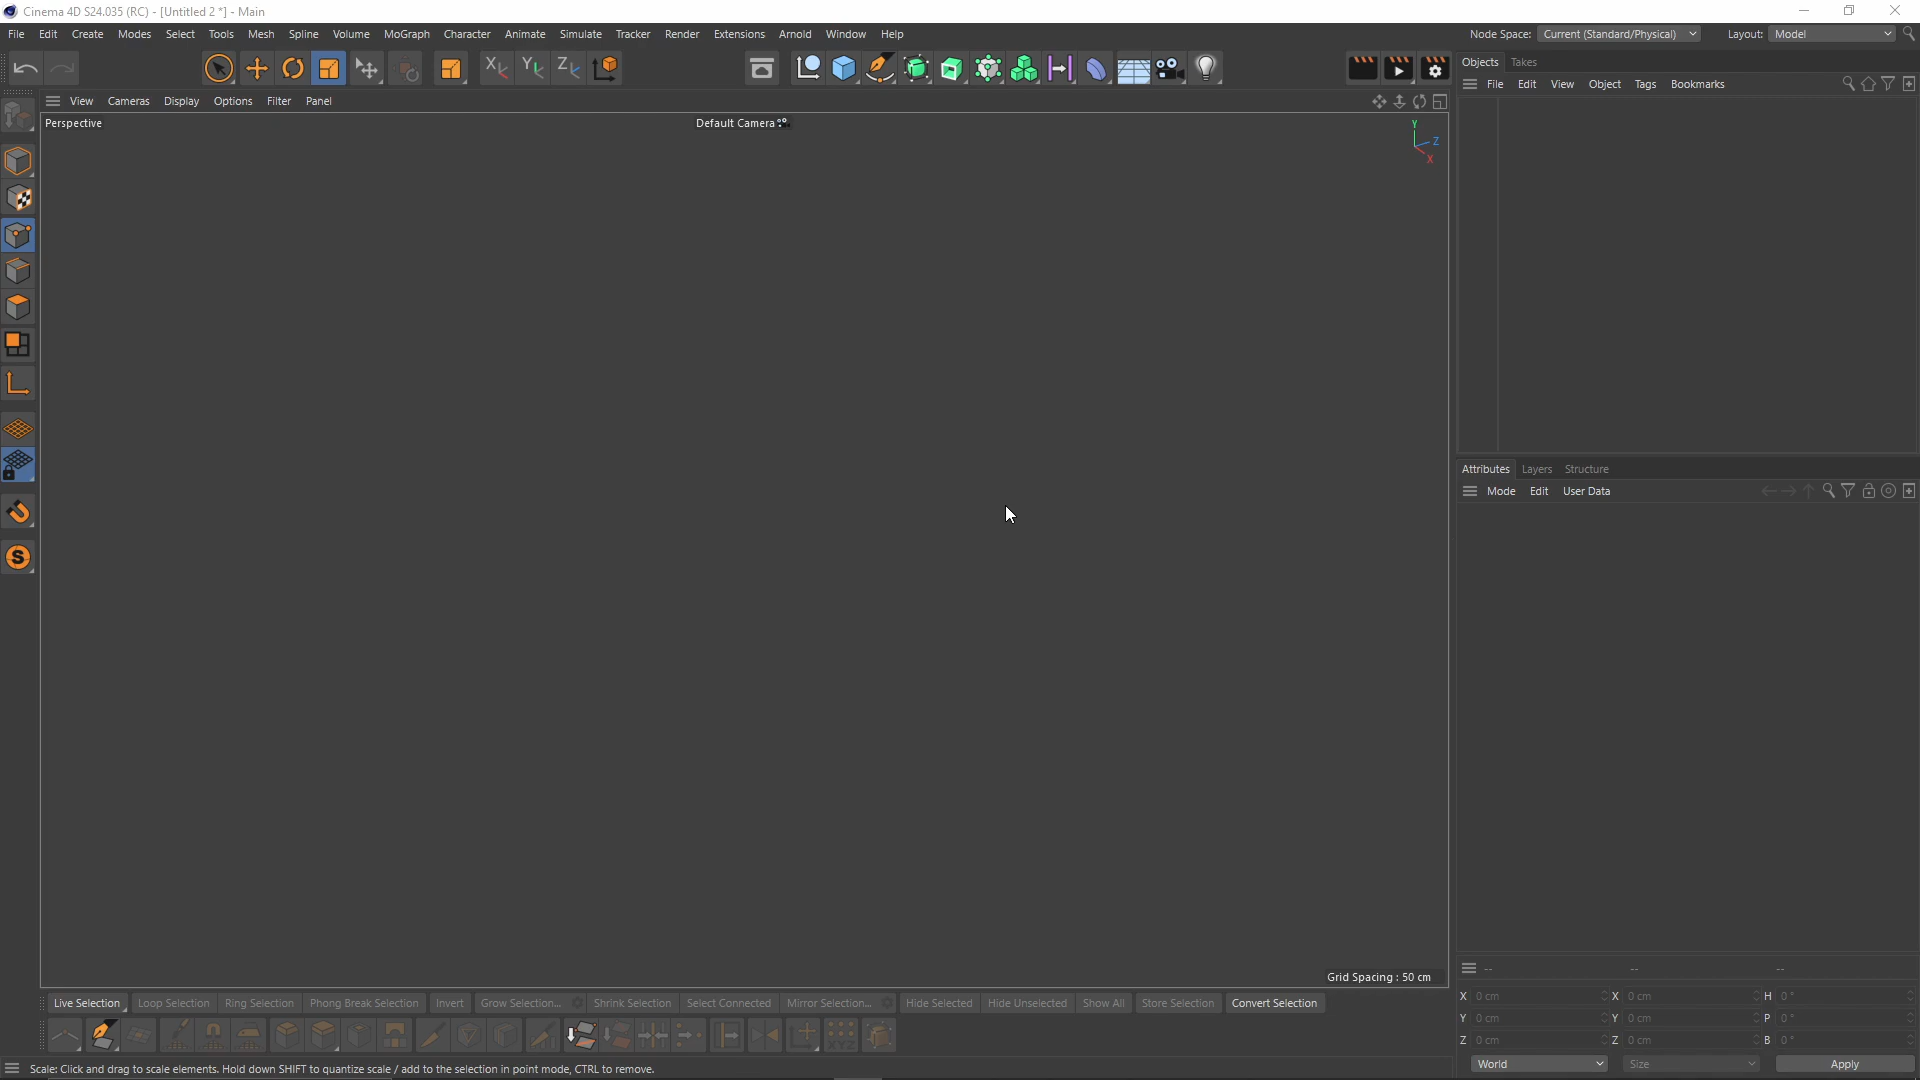 Cinema 4D S24.035 (RC) - [Untitled 2 *] - Main
File Edit Create Modes Select Tools Mesh Spline Volume MoGraph Character Animate Simulate Tracker Render Extensions Arnold Window Help Node Space: Current (Standard/Physical) Layout: Model
X Y Z
Objects Takes
File Edit View Object Tags Bookmarks
View Cameras Display Options Filter Panel
Perspective Default Camera
Y
Z
X
S
Attributes Layers Structure
Mode Edit User Data
Grid Spacing : 50 cm
-- -- --
X 0 cm X 0 cm H 0 °
Y 0 cm Y 0 cm P 0 °
Z 0 cm Z 0 cm B 0 °
World Size Apply
Live Selection Loop Selection Ring Selection Phong Break Selection Invert Grow Selection... Shrink Selection Select Connected Mirror Selection... Hide Selected Hide Unselected Show All Store Selection Convert Selection
XYZ
Scale: Click and drag to scale elements. Hold down SHIFT to quantize scale / add to the selection in point mode, CTRL to remove.